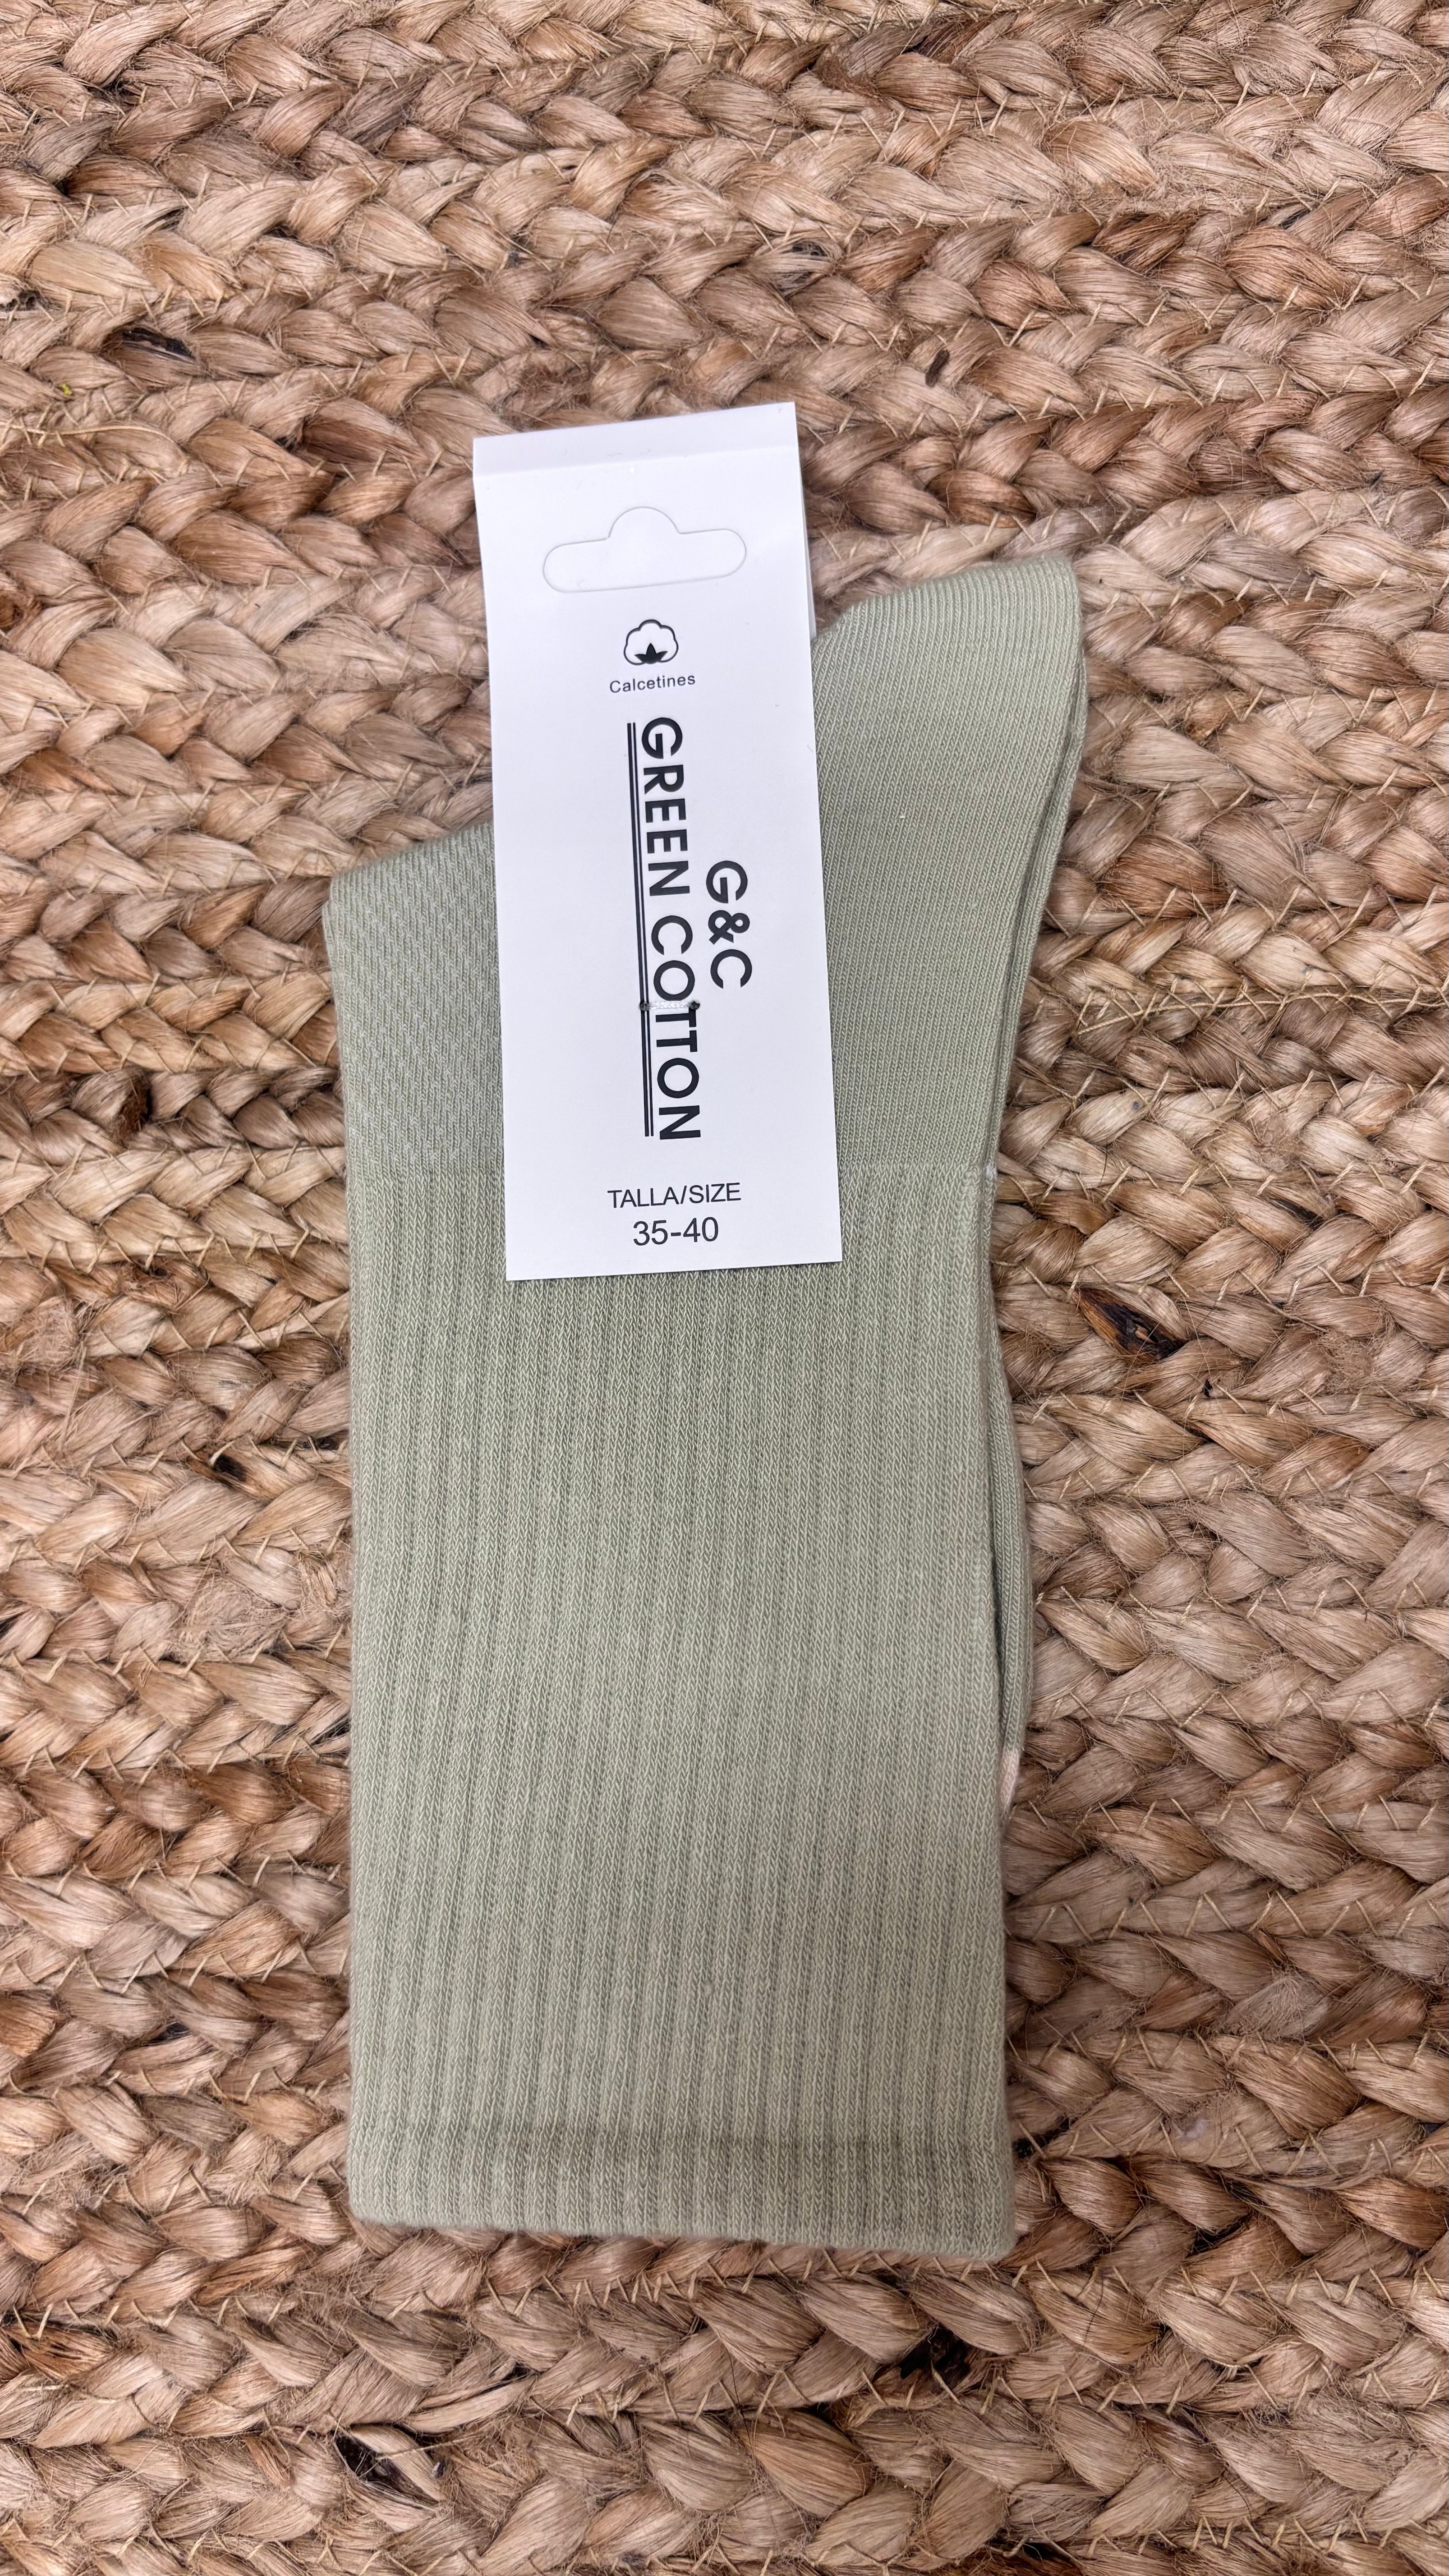 Calcetines
G&C
GREEN COTTON
TALLA/SIZE
35-40